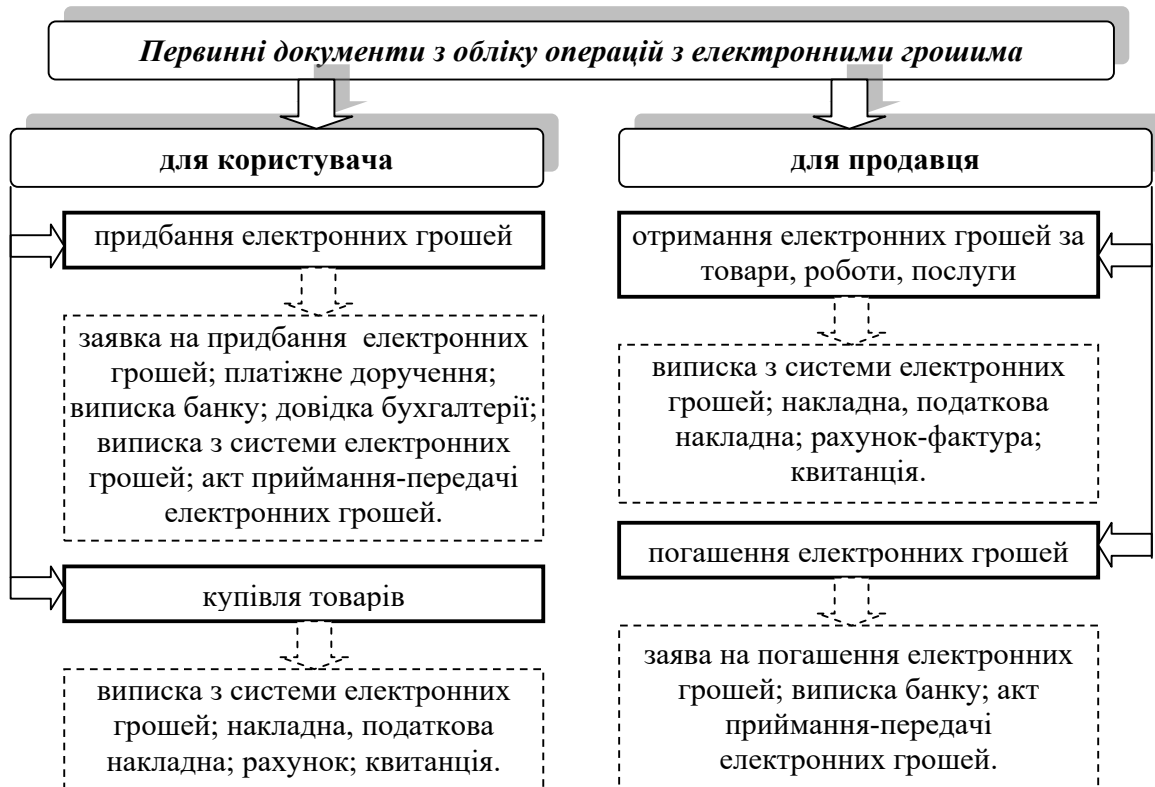 Первинні документи з обліку операцій з електронними грошима
для користувача
придбання електронних грошей
заявка на придбання електронних
грошей; платіжне доручення;
виписка банку; довідка бухгалтерії;
виписка з системи електронних
грошей; акт приймання-передачі
електронних грошей.
купівля товарів
виписка з системи електронних
грошей; накладна, податкова
накладна; рахунок; квитанція.
для продавця
отримання електронних грошей за
товари, роботи, послуги
виписка з системи електронних
грошей; накладна, податкова
накладна; рахунок-фактура;
квитанція.
погашення електронних грошей
заява на погашення електронних
грошей; виписка банку; акт
приймання-передачі
електронних грошей.